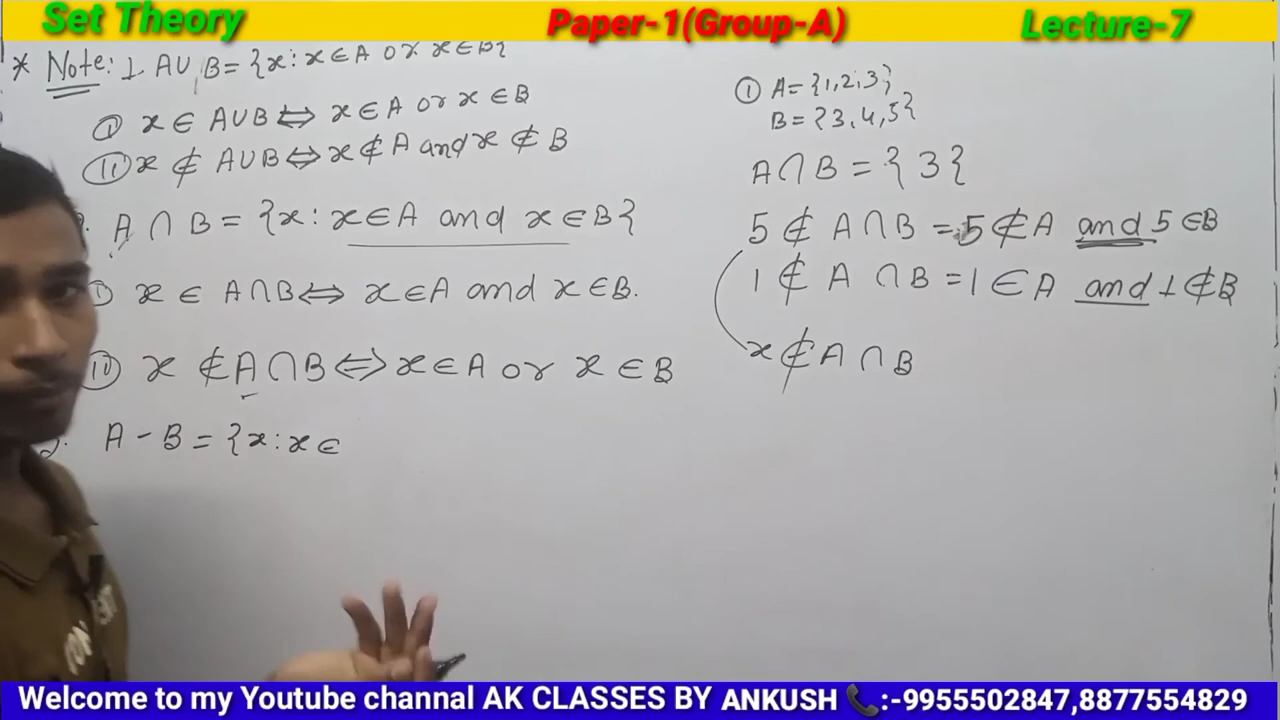 Set Theory
Paper-1(Group-A)
Lecture-7
* Note: 1. A∪B = {x : x∈A or x∈B}
(i) x ∈ A∪B ⇔ x∈A or x ∈B
(ii) x ∉ A∪B ⇔ x∉A and x ∉ B
A ∩ B = {x : x∈A and x∈B}
x ∈ A∩B ⇔ x∈A and x∈B.
(ii) x ∉ A∩B ⇔ x∈A or x ∈B
A - B = {x : x ∈
① A = {1,2,3}
B = {3,4,5}
A∩B = {3}
5 ∉ A∩B = 5∉A and 5∈B
1 ∉ A ∩B = 1∈A and 1∉B
x ∉ A ∩ B
Welcome to my Youtube channal AK CLASSES BY ANKUSH 📞:-9955502847,8877554829